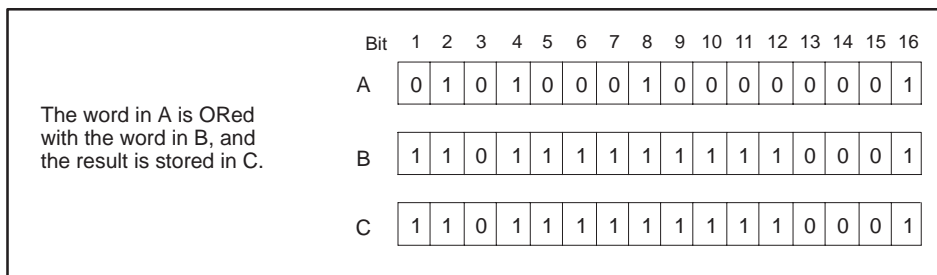 Bit 1 2 3 4 5 6 7 8 9 10 11 12 13 14 15 16
A 0 1 0 1 0 0 0 1 0 0 0 0 0 0 0 1
The word in A is ORed
with the word in B, and
the result is stored in C.
B 1 1 0 1 1 1 1 1 1 1 1 1 0 0 0 1
C 1 1 0 1 1 1 1 1 1 1 1 1 0 0 0 1